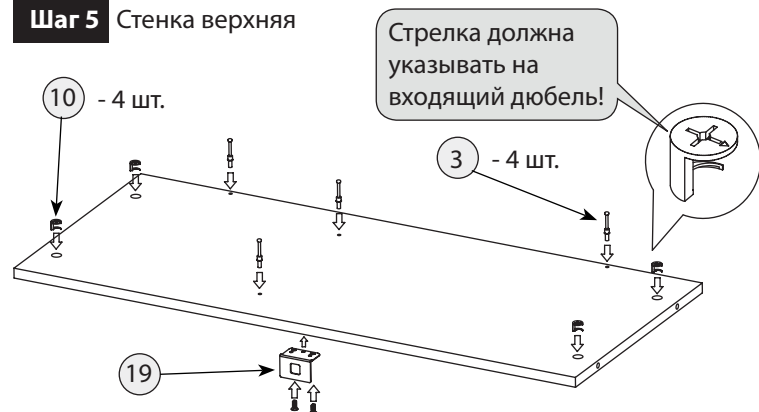 Шаг 5 Стенка верхняя
Стрелка должна
указывать на
входящий дюбель!
10 - 4 шт.
3 - 4 шт.
19